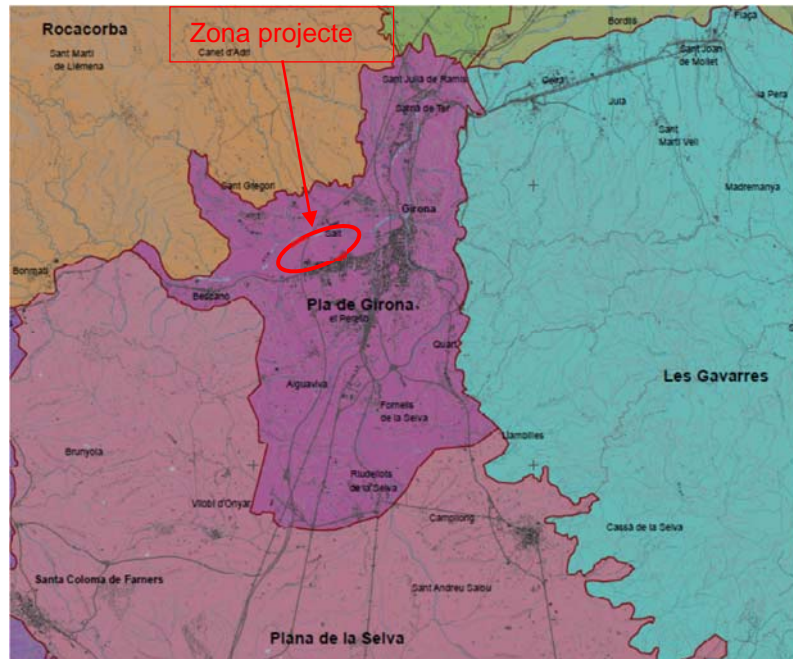 Rocacorba
Zona projecte
Bordils
Flaçà
Sant Martí
de Llémena
Canet d'Adri
Sant Joan
de Mollet
Sant Julià de Ramis
Celrà
la Pera
Juià
Sarrià de Ter
Sant
Martí Vell
Sant Gregori
Madremanya
Girona
Salt
Bonmatí
Bescanó
Pla de Girona
el Perelló
Quart
Aiguaviva
Les Gavarres
Fornells
de la Selva
Llambilles
Brunyola
Riudellots
de la Selva
Vilobí d'Onyar
Campllong
Cassà de la Selva
Santa Coloma de Farners
Sant Andreu Salou
Plana de la Selva